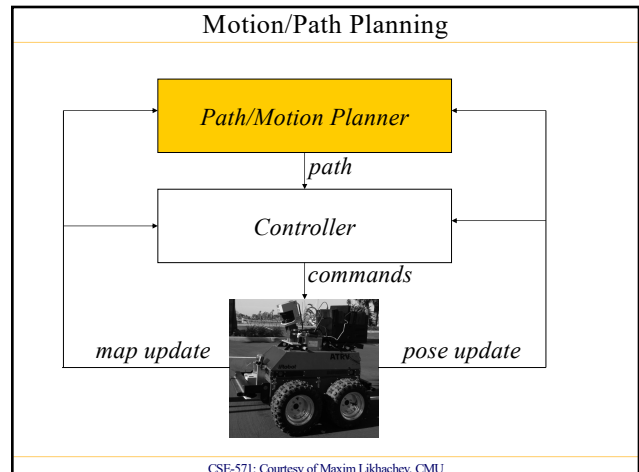 Motion/Path Planning
Path/Motion Planner
path
Controller
commands
map update
pose update
ATRV
CSE-571: Courtesy of Maxim Likhachev, CMU